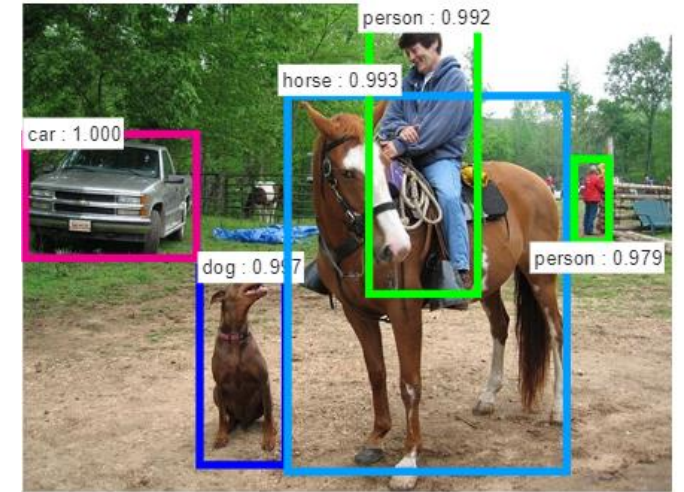 person : 0.992
horse : 0.993
car : 1.000
dog : 0.997
person : 0.979